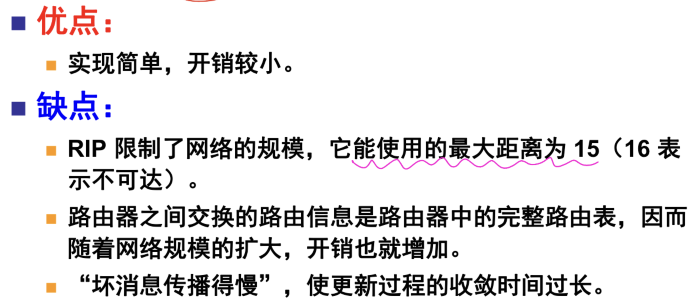 优点：
实现简单，开销较小。
缺点：
RIP 限制了网络的规模，它能使用的最大距离为 15（16 表
示不可达）。
路由器之间交换的路由信息是路由器中的完整路由表，因而
随着网络规模的扩大，开销也就增加。
“坏消息传播得慢”，使更新过程的收敛时间过长。